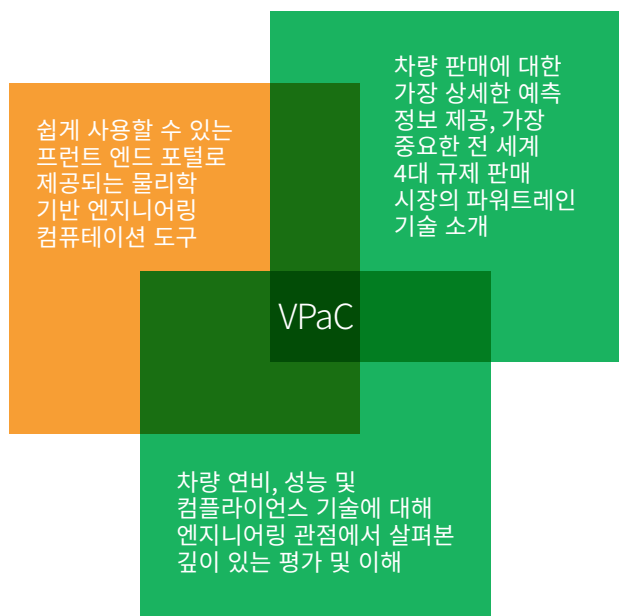 차량 판매에 대한
가장 상세한 예측
정보 제공, 가장
중요한 전 세계
4대 규제 판매
시장의 파워트레인
기술 소개
쉽게 사용할 수 있는
프런트 엔드 포털로
제공되는 물리학
기반 엔지니어링
컴퓨테이션 도구
VPaC
차량 연비, 성능 및
컴플라이언스 기술에 대해
엔지니어링 관점에서 살펴본
깊이 있는 평가 및 이해